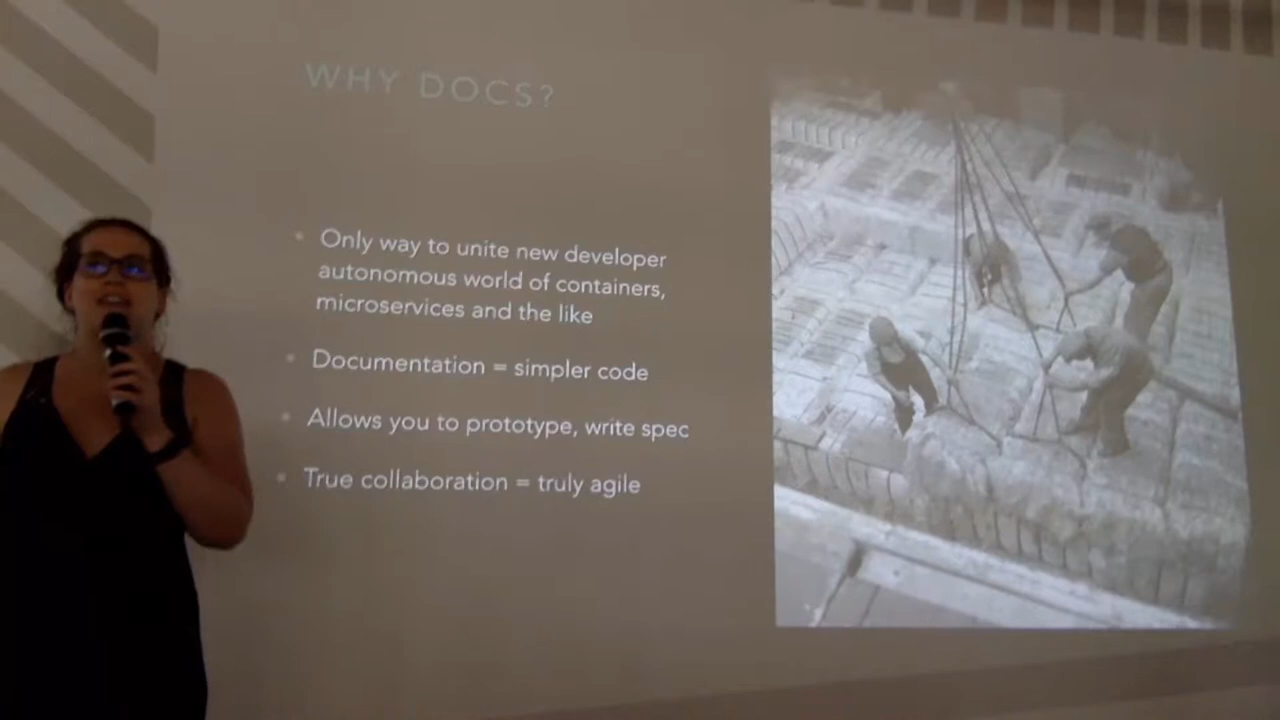 WHY DOCS?
Only way to unite new developer
autonomous world of containers,
microservices and the like
Documentation = simpler code
Allows you to prototype, write spec
True collaboration = truly agile